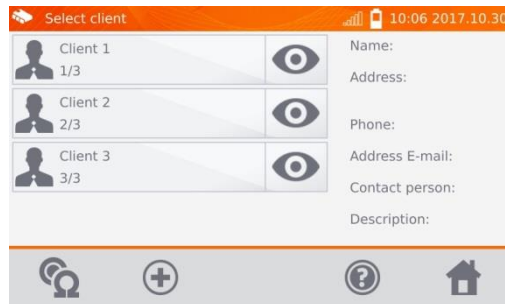 Select client
10:06 2017.10.30
Client 1
1/3
Client 2
2/3
Client 3
3/3
Name:
Address:
Phone:
Address E-mail:
Contact person:
Description: